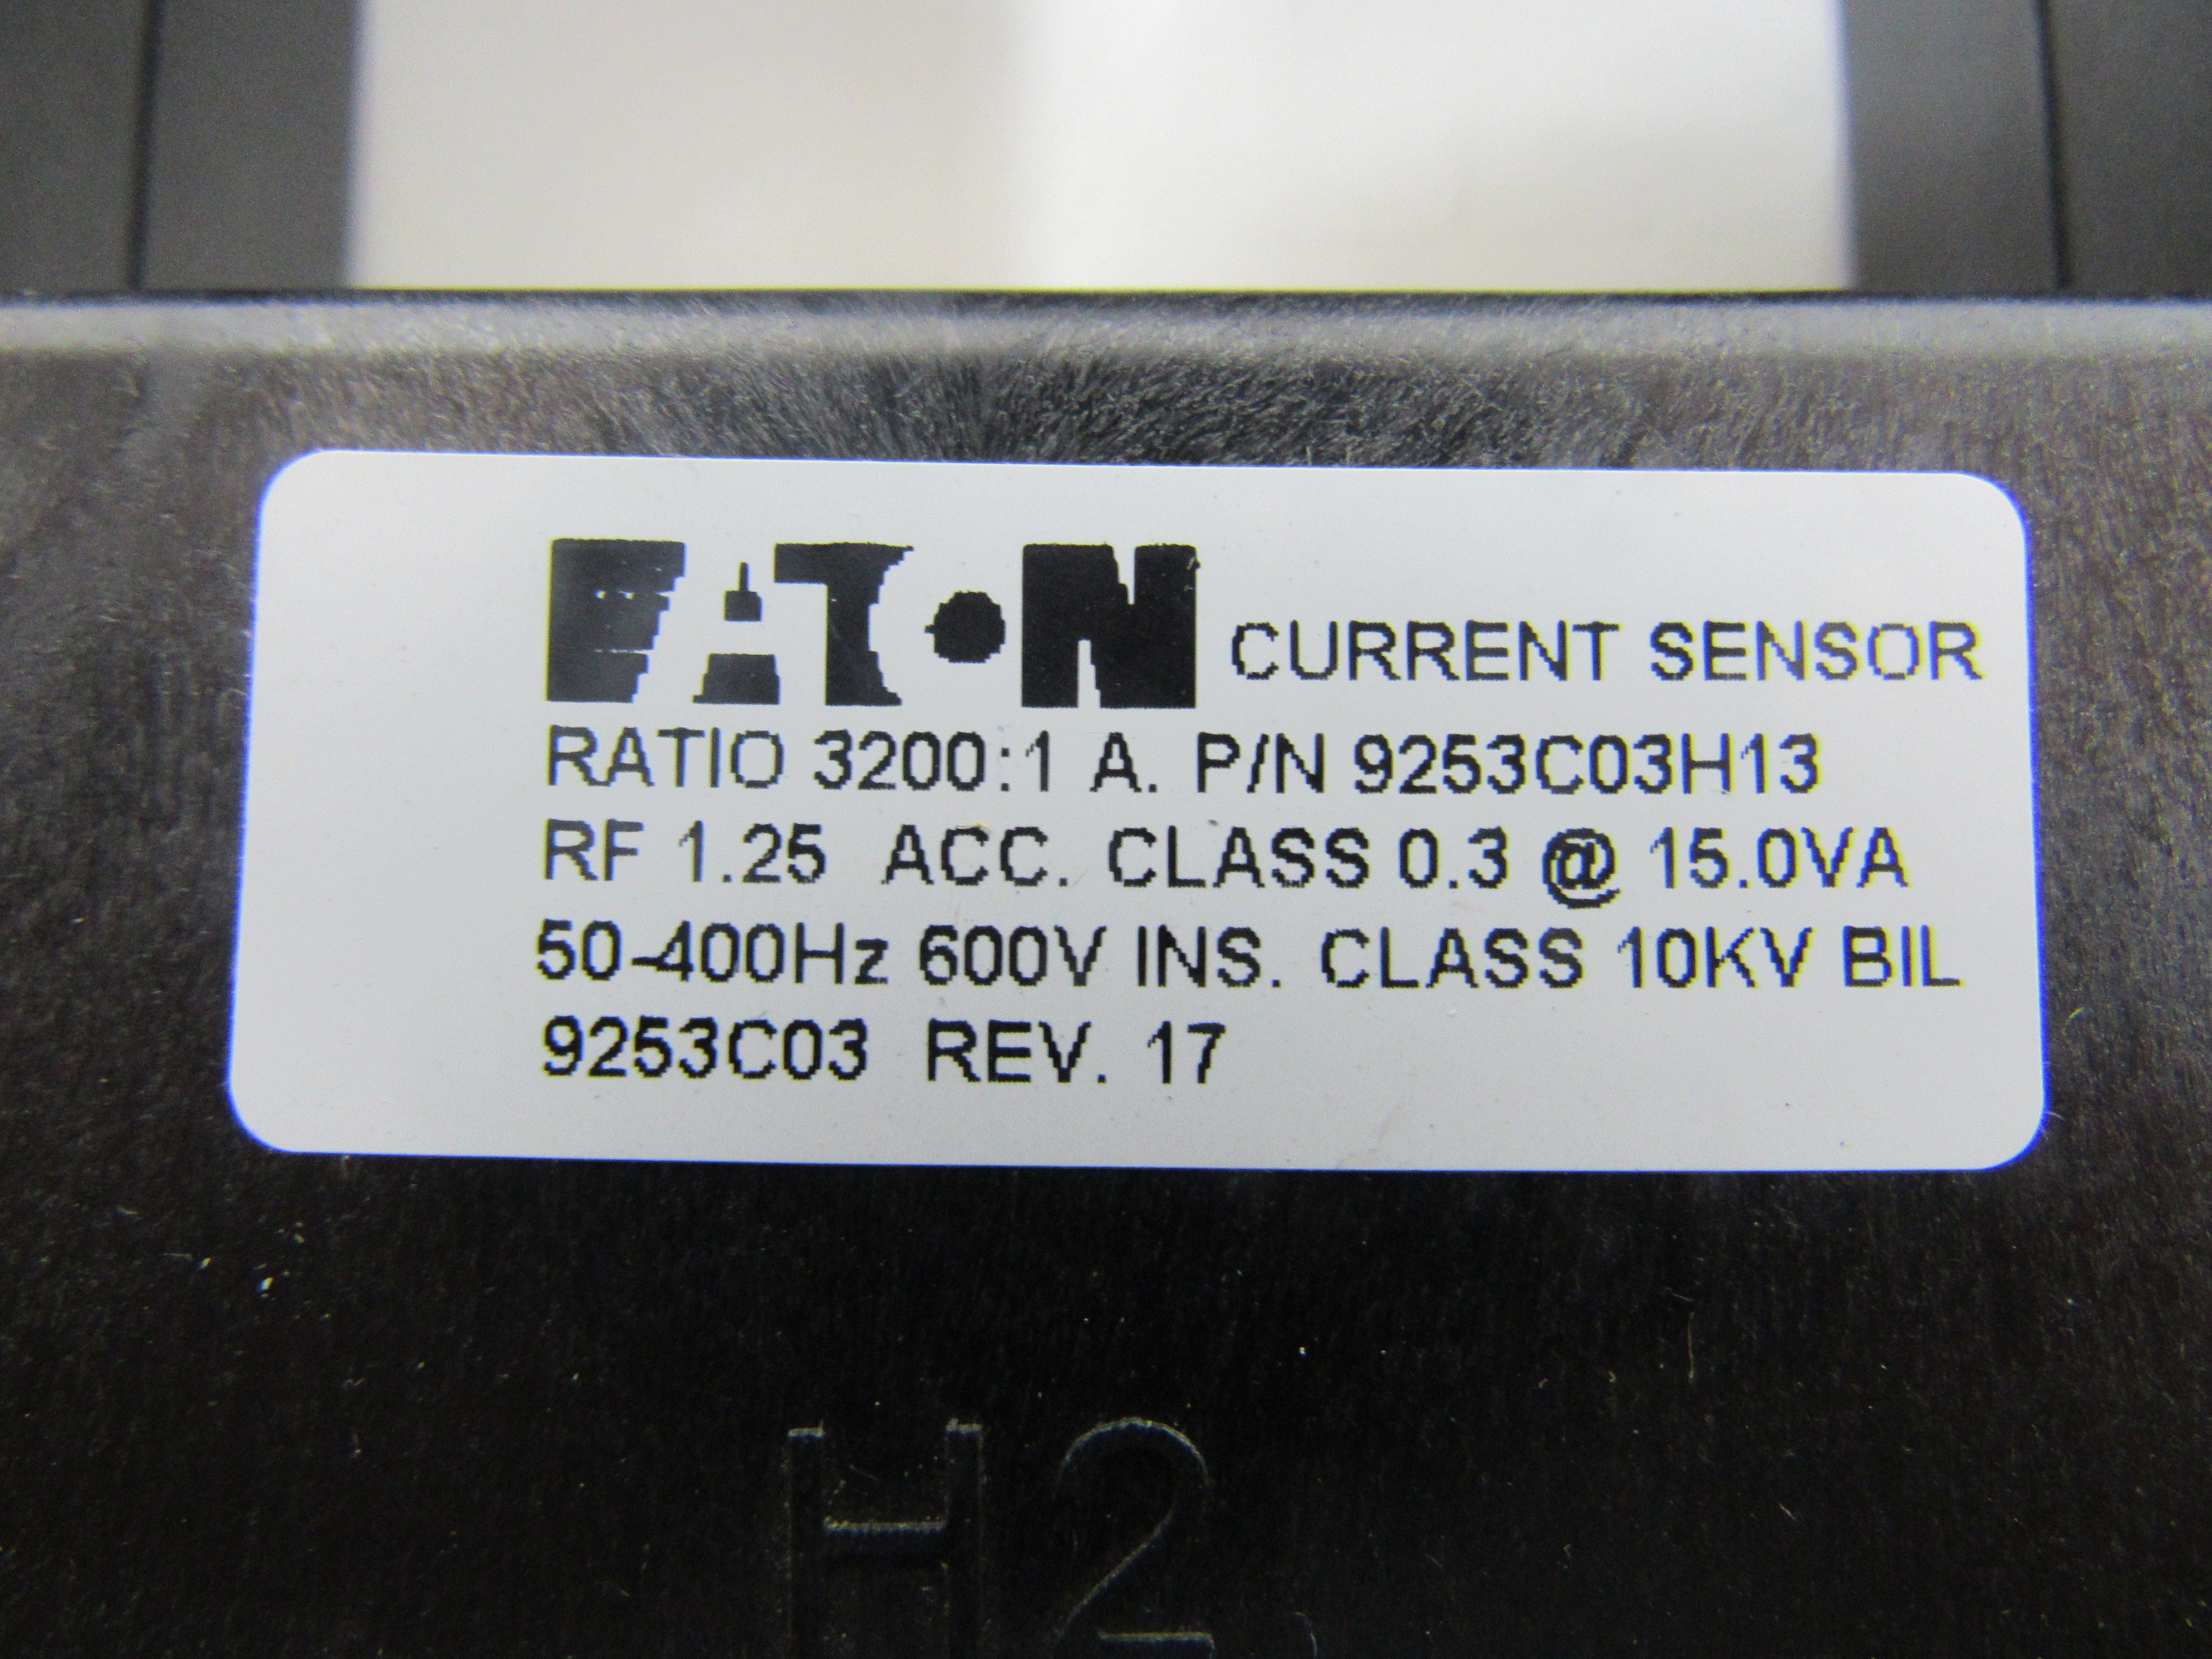 EATON CURRENT SENSOR
RATIO 3200:1 A. P/N 9253C03H13
RF 1.25 ACC. CLASS 0.3 @ 15.0VA
50-400Hz 600V INS. CLASS 10KV BIL
9253C03 REV. 17
H2